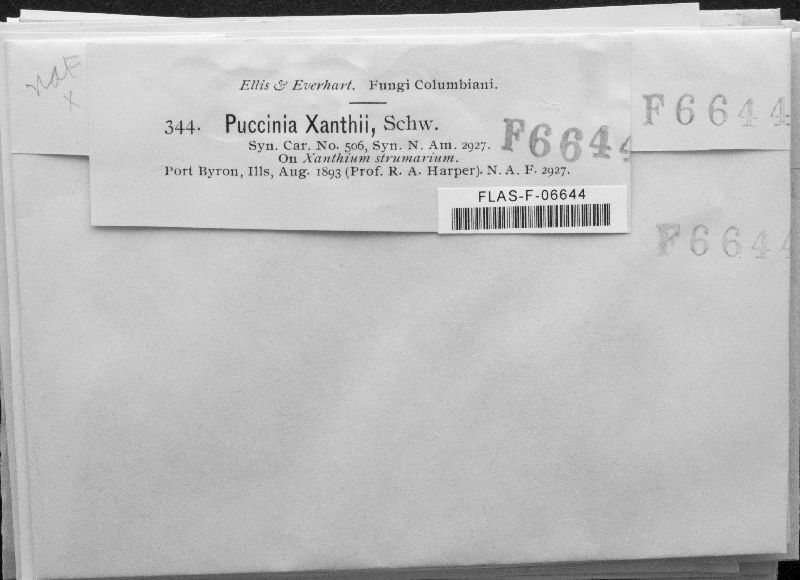 Ellis & Everhart. Fungi Columbiani.
344. Puccinia Xanthii, Schw.
Syn. Car. No. 506, Syn. N. Am. 2927.
On Xanthium strumarium.
Port Byron, Ills, Aug. 1893 (Prof. R. A. Harper). N. A. F. 2927.
F6644
FLAS-F-06644
F6644
F6644